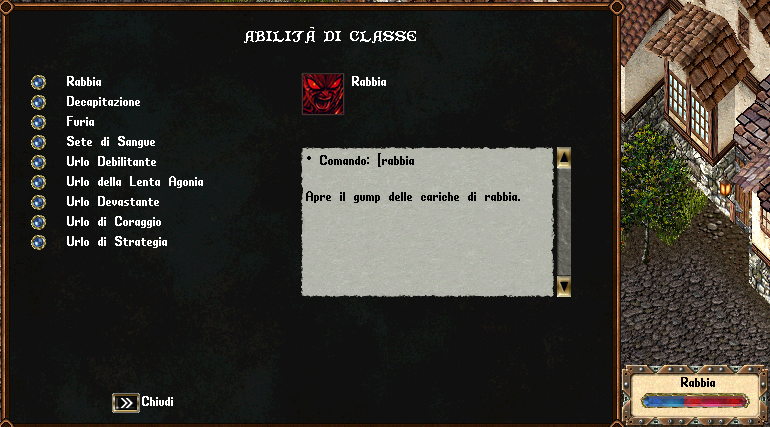 ABILITÀ DI CLASSE
Rabbia
Decapitazione
Furia
Sete di Sangue
Urlo Debilitante
Urlo della Lenta Agonia
Urlo Devastante
Urlo di Coraggio
Urlo di Strategia
Rabbia
• Comando: [rabbia
Apre il gump delle cariche di rabbia.
Chiudi
Rabbia